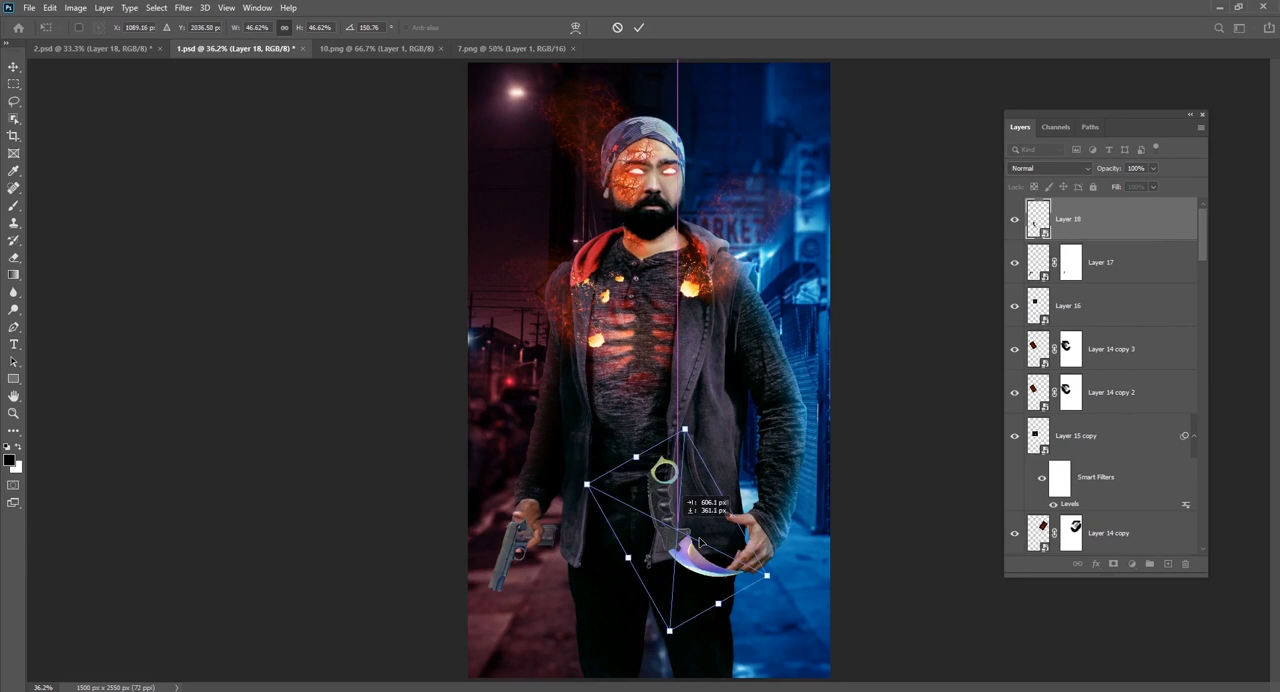 Ps File Edit Image Layer Type Select Filter 3D View Window Help
X: 1089.16 p Y: 2036.50 p W: 46.62% H: 46.62% 150.76 ° Anti-alias
2.psd @ 33.3% (Layer 18, RGB/8) * × 1.psd @ 36.2% (Layer 18, RGB/8) * × 10.png @ 66.7% (Layer 1, RGB/8) × 7.png @ 50% (Layer 1, RGB/16) ×
MARKET
606.1 px
361.1 px
Layers Channels Paths
Kind
Normal Opacity: 100%
Lock: Fill: 100%
Layer 18
Layer 17
Layer 16
Layer 14 copy 3
Layer 14 copy 2
Layer 15 copy
Smart Filters
Levels
Layer 14 copy
fx
36.2% 1500 px x 2550 px (72 ppi)